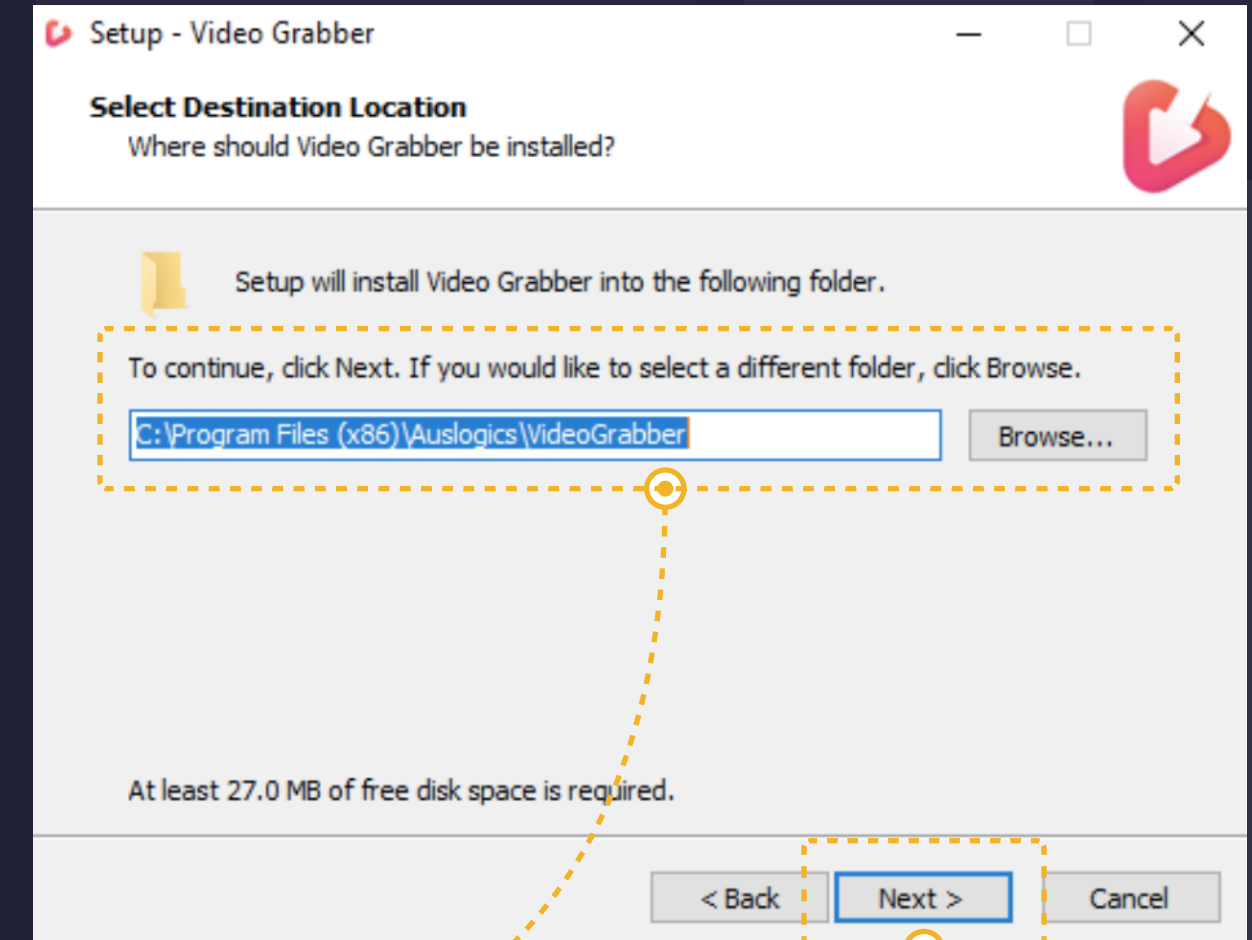 Setup - Video Grabber
Select Destination Location
Where should Video Grabber be installed?
Setup will install Video Grabber into the following folder.
To continue, click Next. If you would like to select a different folder, click Browse.
C:\Program Files (x86)\Auslogics\VideoGrabber
Browse...
At least 27.0 MB of free disk space is required.
< Back
Next >
Cancel